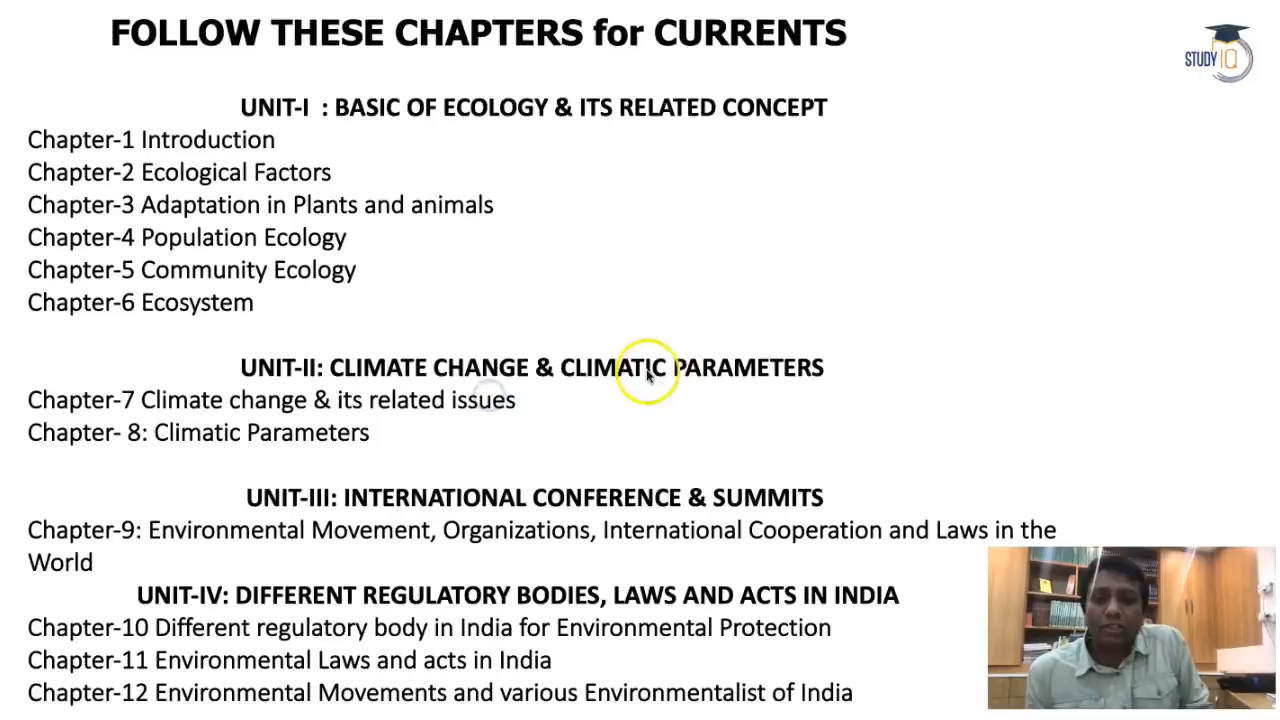 FOLLOW THESE CHAPTERS for CURRENTS
STUDY IQ
UNIT-I : BASIC OF ECOLOGY & ITS RELATED CONCEPT
Chapter-1 Introduction
Chapter-2 Ecological Factors
Chapter-3 Adaptation in Plants and animals
Chapter-4 Population Ecology
Chapter-5 Community Ecology
Chapter-6 Ecosystem
UNIT-II: CLIMATE CHANGE & CLIMATIC PARAMETERS
Chapter-7 Climate change & its related issues
Chapter- 8: Climatic Parameters
UNIT-III: INTERNATIONAL CONFERENCE & SUMMITS
Chapter-9: Environmental Movement, Organizations, International Cooperation and Laws in the
World
UNIT-IV: DIFFERENT REGULATORY BODIES, LAWS AND ACTS IN INDIA
Chapter-10 Different regulatory body in India for Environmental Protection
Chapter-11 Environmental Laws and acts in India
Chapter-12 Environmental Movements and various Environmentalist of India